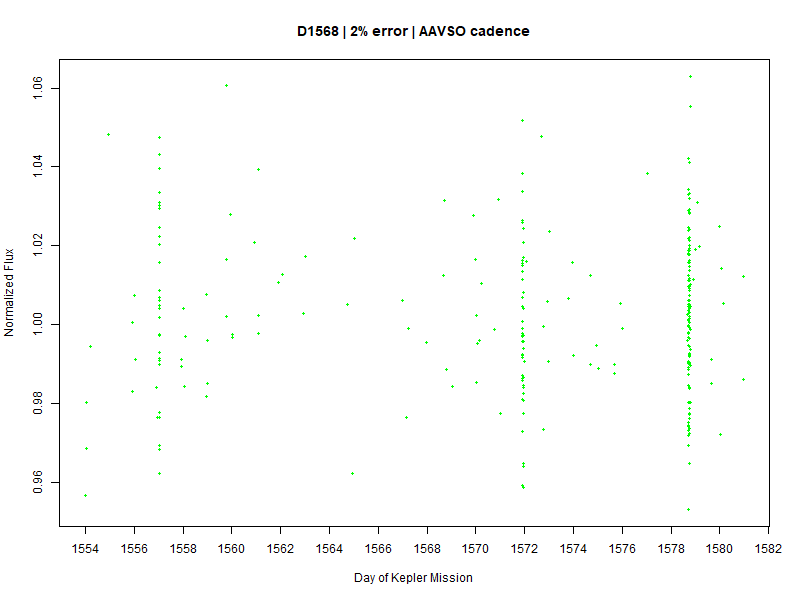 D1568 | 2% error | AAVSO cadence
Normalized Flux
1.06
1.04
1.02
1.00
0.98
0.96
1554 1556 1558 1560 1562 1564 1566 1568 1570 1572 1574 1576 1578 1580 1582
Day of Kepler Mission